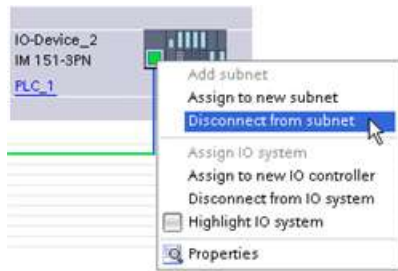 IO-Device_2
IM 151-3PN
PLC_1
Add subnet
Assign to new subnet
Disconnect from subnet
Assign IO system
Assign to new IO controller
Disconnect from IO system
Highlight IO system
Properties